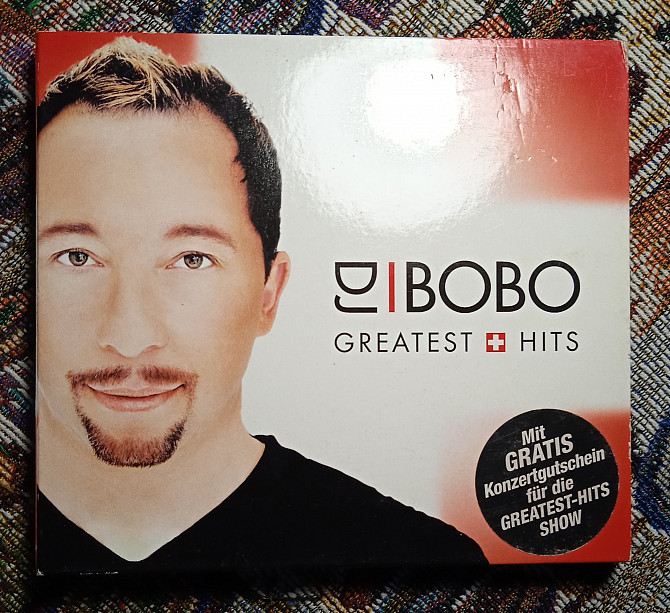 DJ BOBO
GREATEST HITS
Mit
GRATIS
Konzertgutschein
für die
GREATEST-HITS
SHOW